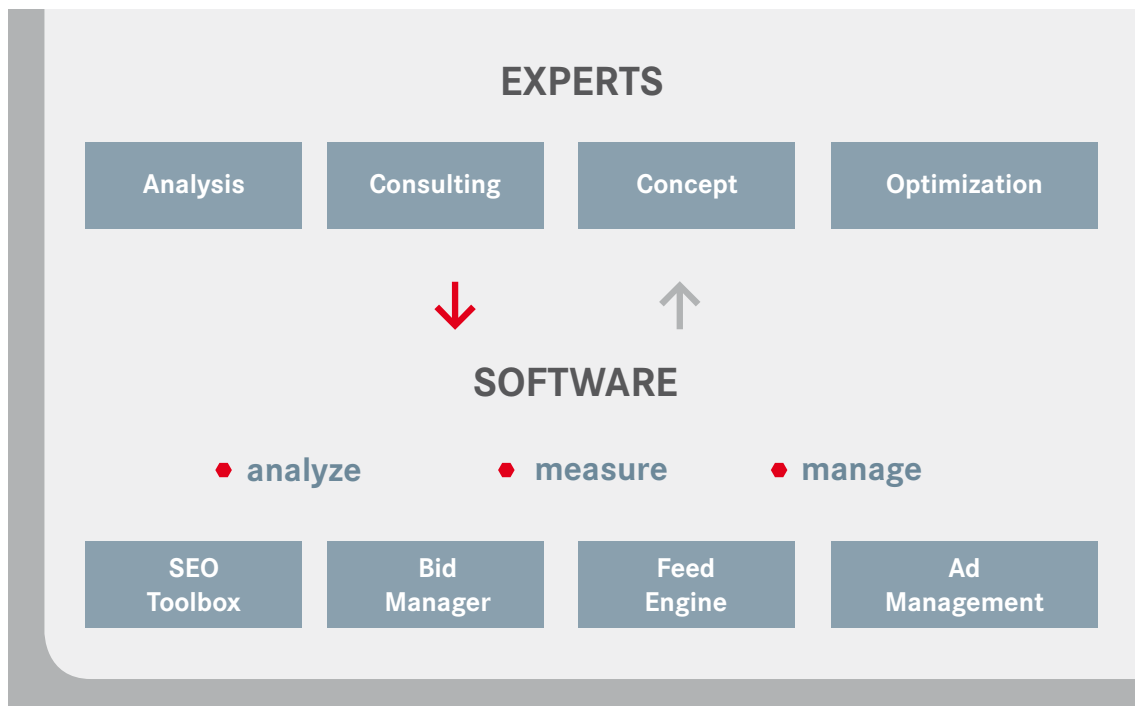 EXPERTS
Analysis
Consulting
Concept
Optimization
SOFTWARE
analyze
measure
manage
SEO
Toolbox
Bid
Manager
Feed
Engine
Ad
Management